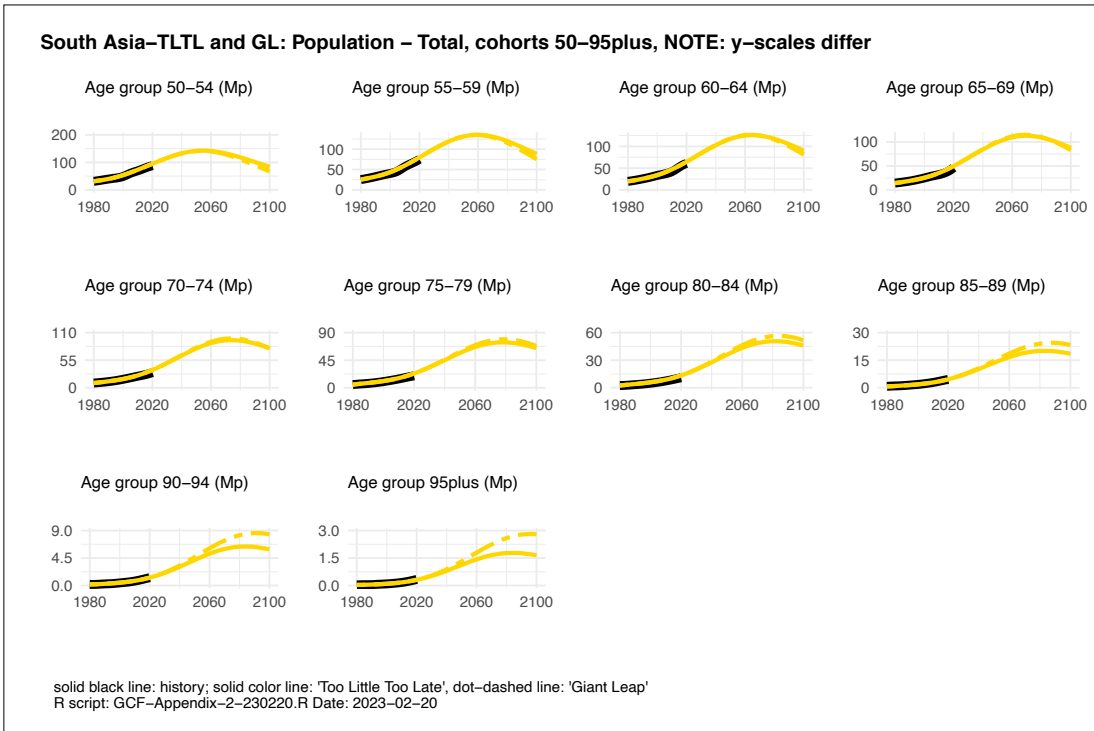 South Asia−TLTL and GL: Population − Total, cohorts 50−95plus, NOTE: y−scales differ
Age group 50−54 (Mp)
200
100
0
1980 2020 2060 2100
Age group 55−59 (Mp)
100
50
0
1980 2020 2060 2100
Age group 60−64 (Mp)
100
50
0
1980 2020 2060 2100
Age group 65−69 (Mp)
100
50
0
1980 2020 2060 2100
Age group 70−74 (Mp)
110
55
0
1980 2020 2060 2100
Age group 75−79 (Mp)
90
45
0
1980 2020 2060 2100
Age group 80−84 (Mp)
60
30
0
1980 2020 2060 2100
Age group 85−89 (Mp)
30
15
0
1980 2020 2060 2100
Age group 90−94 (Mp)
9.0
4.5
0.0
1980 2020 2060 2100
Age group 95plus (Mp)
3.0
1.5
0.0
1980 2020 2060 2100
solid black line: history; solid color line: 'Too Little Too Late', dot−dashed line: 'Giant Leap'
R script: GCF−Appendix−2−230220.R Date: 2023−02−20